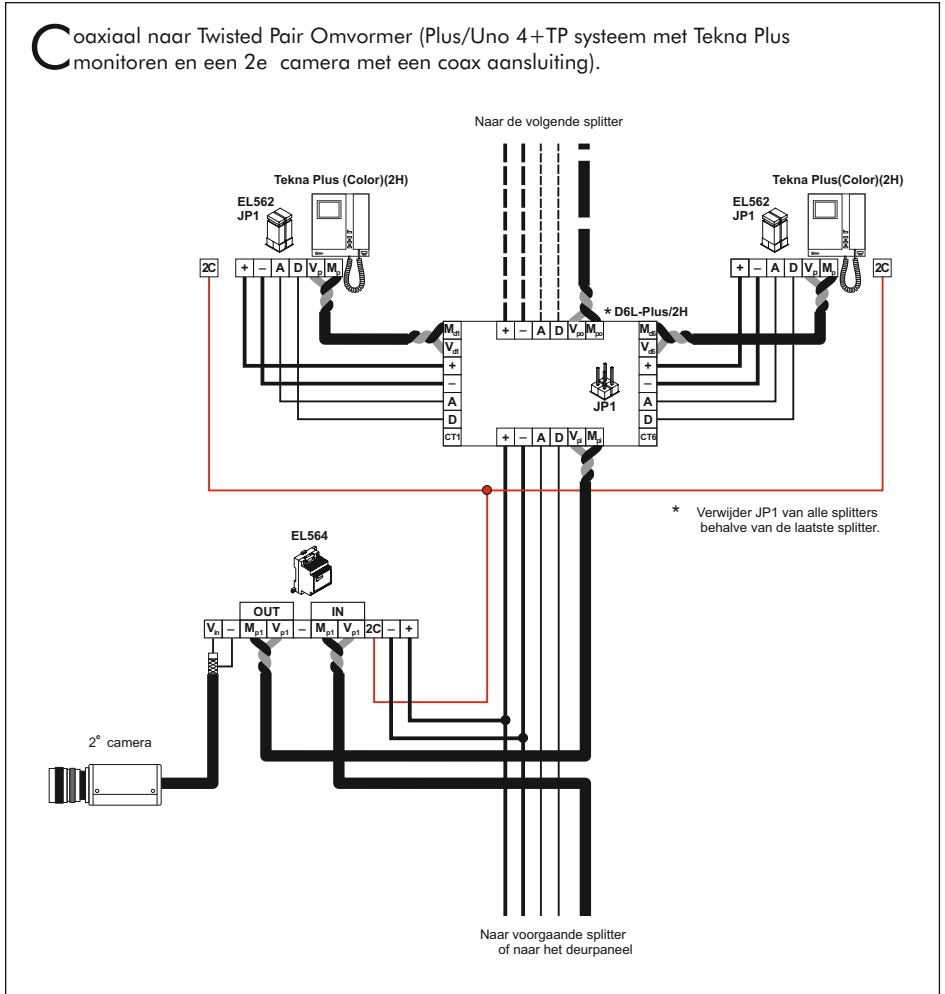 Coaxiaal naar Twisted Pair Omvormer (Plus/Uno 4+TP systeem met Tekna Plus
monitoren en een 2e camera met een coax aansluiting).
Naar de volgende splitter
Tekna Plus (Color)(2H)
EL562
JP1
2C + – A D Vp Mp
Tekna Plus(Color)(2H)
EL562
JP1
+ – A D Vp Mp 2C
* D6L-Plus/2H
+ – A D Vpo Mpo
Md1
Vd1
+
–
A
D
CT1
Md6
Vd6
+
–
A
D
CT6
JP1
+ – A D Vpi Mpi
* Verwijder JP1 van alle splitters
behalve van de laatste splitter.
EL564
OUT IN
Vin – Mp1 Vp1 – Mp1 Vp1 2C – +
2e camera
Naar voorgaande splitter
of naar het deurpaneel